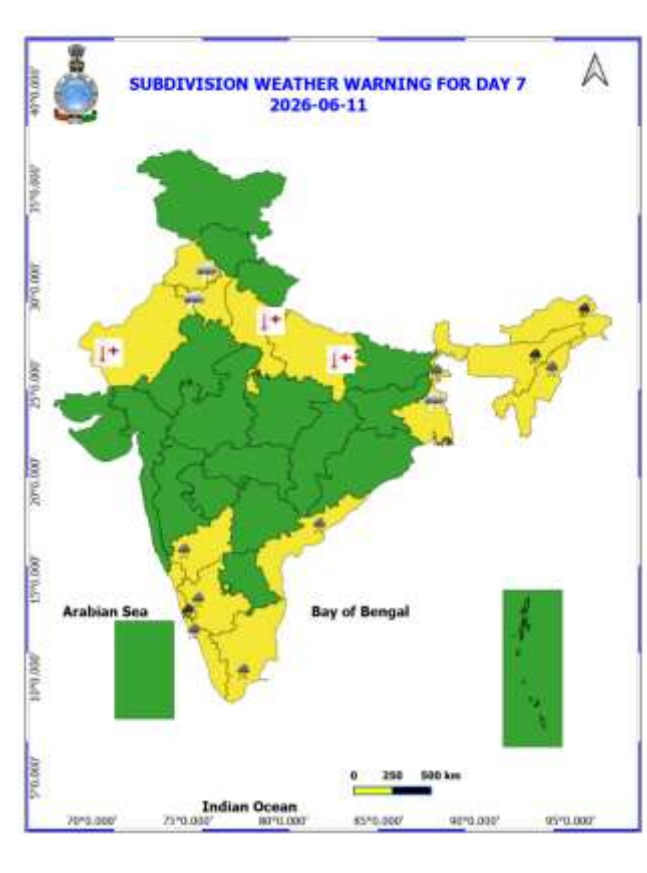 SUBDIVISION WEATHER WARNING FOR DAY 7
2026-06-11
40°0.000'
35°0.000'
30°0.000'
25°0.000'
20°0.000'
15°0.000'
10°0.000'
5°0.000'
Arabian Sea
Bay of Bengal
0 250 500 km
Indian Ocean
70°0.000' 75°0.000' 80°0.000' 85°0.000' 90°0.000' 95°0.000'